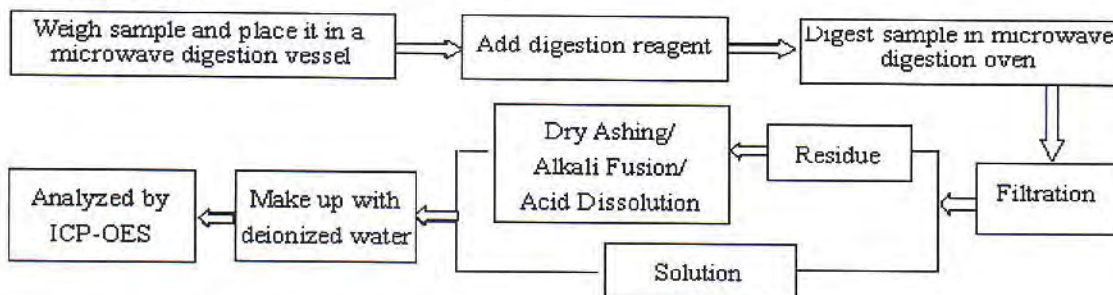 Weigh sample and place it in a
microwave digestion vessel
Add digestion reagent
Digest sample in microwave
digestion oven
Filtration
Residue
Dry Ashing/
Alkali Fusion/
Acid Dissolution
Solution
Make up with
deionized water
Analyzed by
ICP-OES